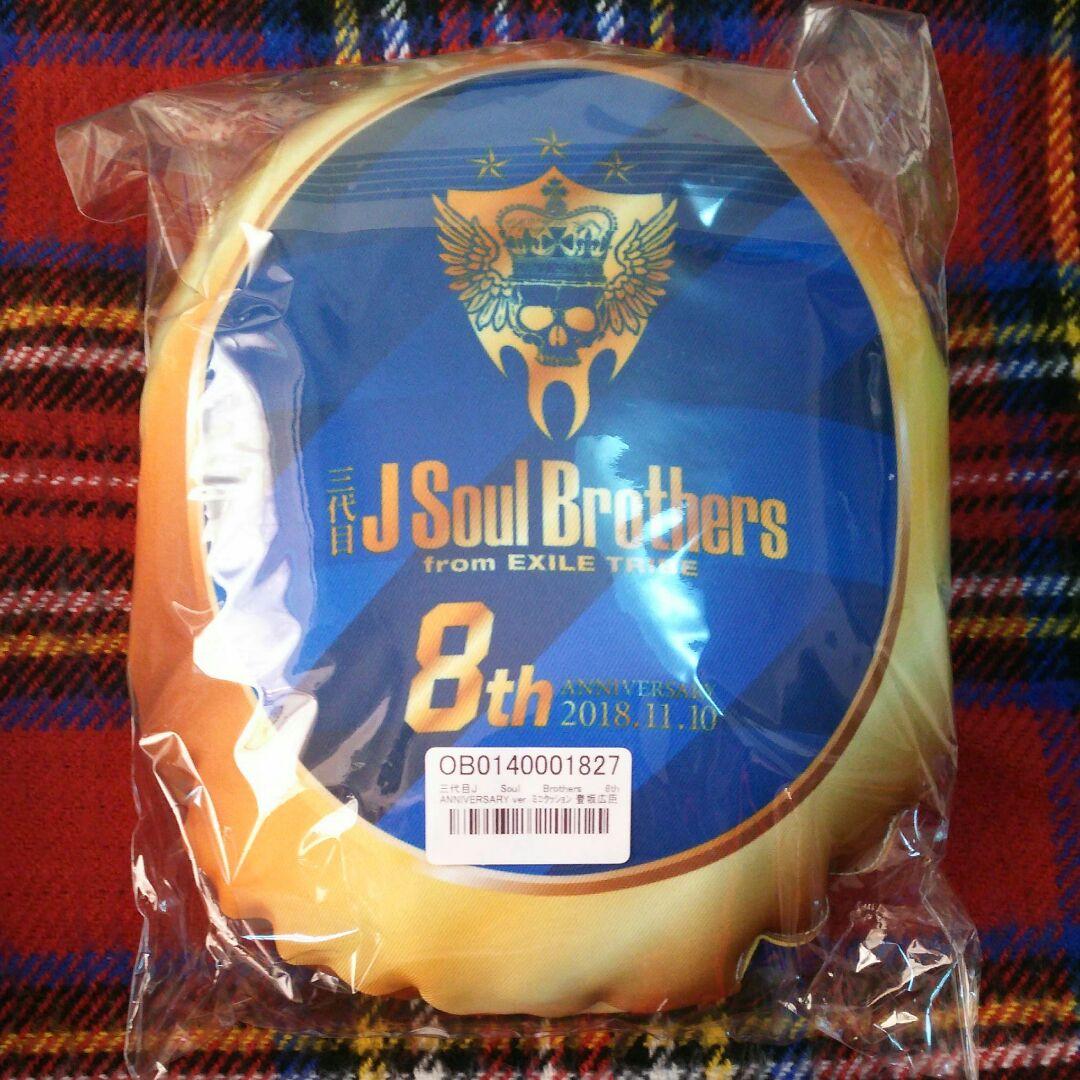 三代目
J Soul Brothers
from EXILE TRIBE
8th
ANNIVERSARY
2018.11.10
OB0140001827
三代目J Soul Brothers 8th
ANNIVERSARY ver ミニクッション 登坂広臣